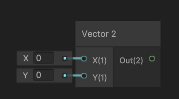 Vector 2
X 0 X(1) Out(2)
Y 0 Y(1)